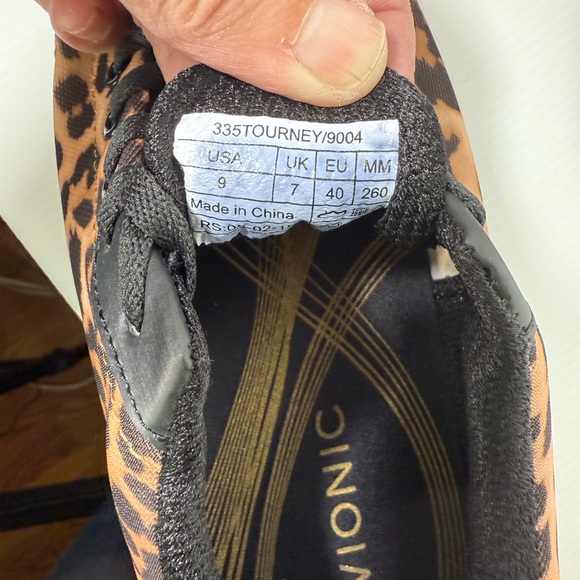 335TOURNEY/9004
USA UK EU MM
9 7 40 260
Made in China
VIONIC